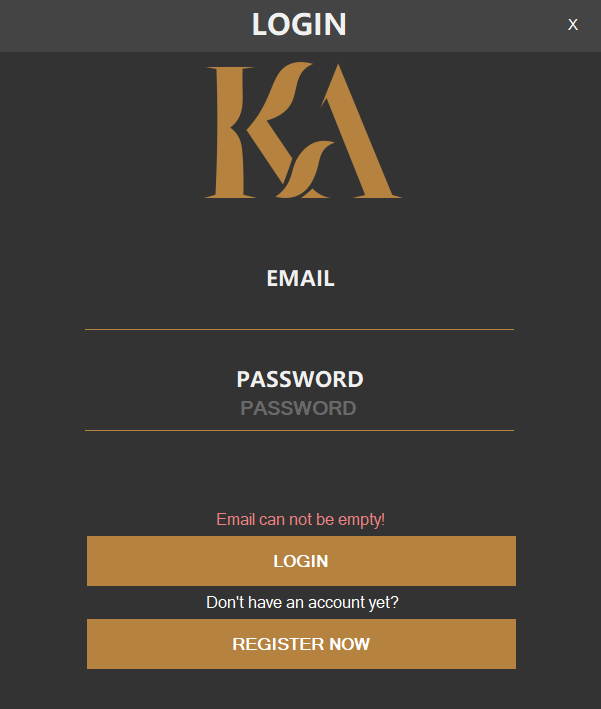 LOGIN X
KA
EMAIL
PASSWORD
PASSWORD
Email can not be empty!
LOGIN
Don't have an account yet?
REGISTER NOW